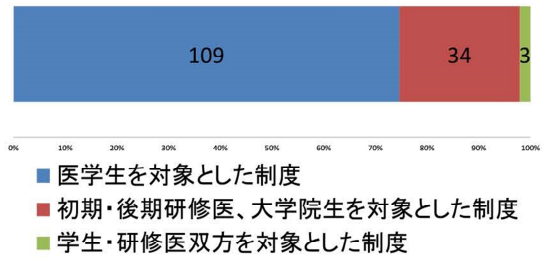 109 34 3
0% 10% 20% 30% 40% 50% 60% 70% 80% 90% 100%
医学生を対象とした制度
初期・後期研修医、大学院生を対象とした制度
学生・研修医双方を対象とした制度